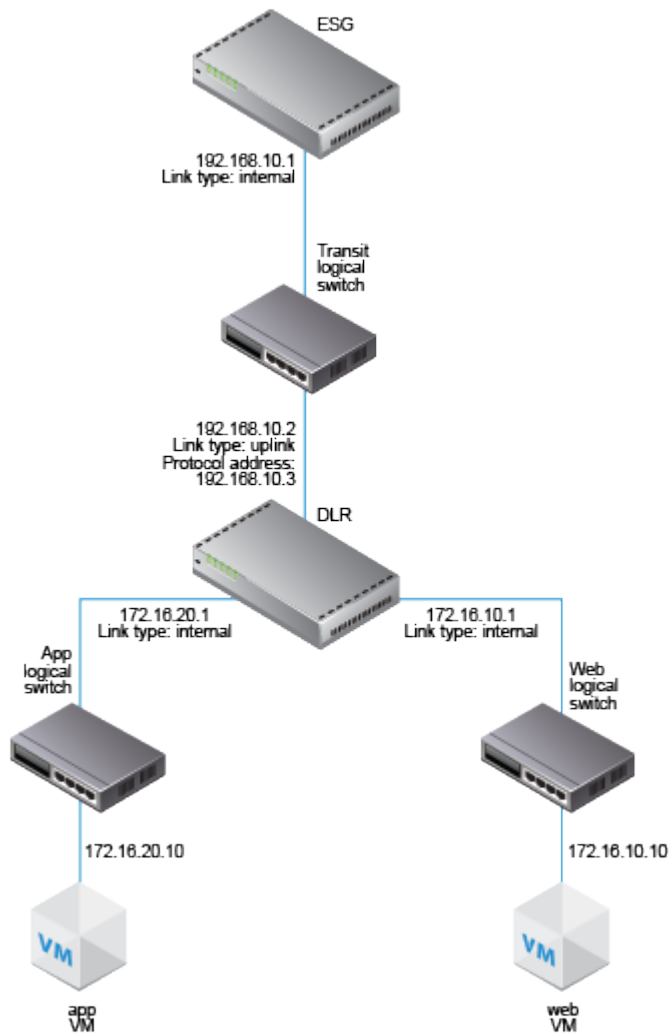 ESG
192.168.10.1
Link type: internal
Transit
logical
switch
192.168.10.2
Link type: uplink
Protocol address:
192.168.10.3
DLR
172.16.20.1
Link type: internal
172.16.10.1
Link type: internal
App
logical
switch
Web
logical
switch
172.16.20.10
172.16.10.10
VM
VM
app
VM
web
VM